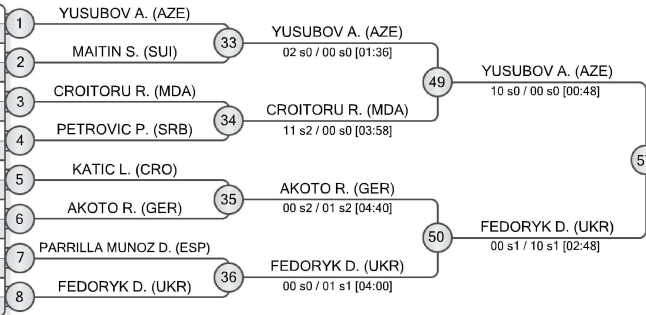 1
YUSUBOV A. (AZE)
2
MAITIN S. (SUI)
33
YUSUBOV A. (AZE)
02 s0 / 00 s0 [01:36]
3
CROITORU R. (MDA)
4
PETROVIC P. (SRB)
34
CROITORU R. (MDA)
11 s2 / 00 s0 [03:58]
49
YUSUBOV A. (AZE)
10 s0 / 00 s0 [00:48]
5
KATIC L. (CRO)
6
AKOTO R. (GER)
35
AKOTO R. (GER)
00 s2 / 01 s2 [04:40]
7
PARRILLA MUNOZ D. (ESP)
8
FEDORYK D. (UKR)
36
FEDORYK D. (UKR)
00 s0 / 01 s1 [04:00]
50
FEDORYK D. (UKR)
00 s1 / 10 s1 [02:48]